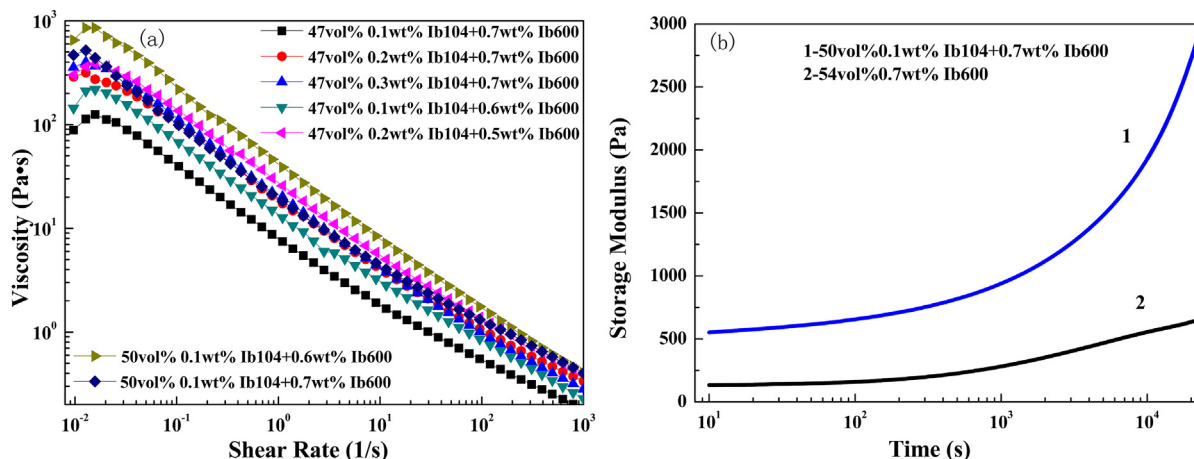 (a)
47vol% 0.1wt% Ib104+0.7wt% Ib600
47vol% 0.2wt% Ib104+0.7wt% Ib600
47vol% 0.3wt% Ib104+0.7wt% Ib600
47vol% 0.1wt% Ib104+0.6wt% Ib600
47vol% 0.2wt% Ib104+0.5wt% Ib600
50vol% 0.1wt% Ib104+0.6wt% Ib600
50vol% 0.1wt% Ib104+0.7wt% Ib600
Viscosity (Pa•s)
10³
10²
10¹
10⁰
10⁻²
10⁻¹
10⁰
10¹
10²
10³
Shear Rate (1/s)
(b)
1-50vol%0.1wt% Ib104+0.7wt% Ib600
2-54vol%0.7wt% Ib600
1
2
Storage Modulus (Pa)
3000
2500
2000
1500
1000
500
0
10¹
10²
10³
10⁴
Time (s)